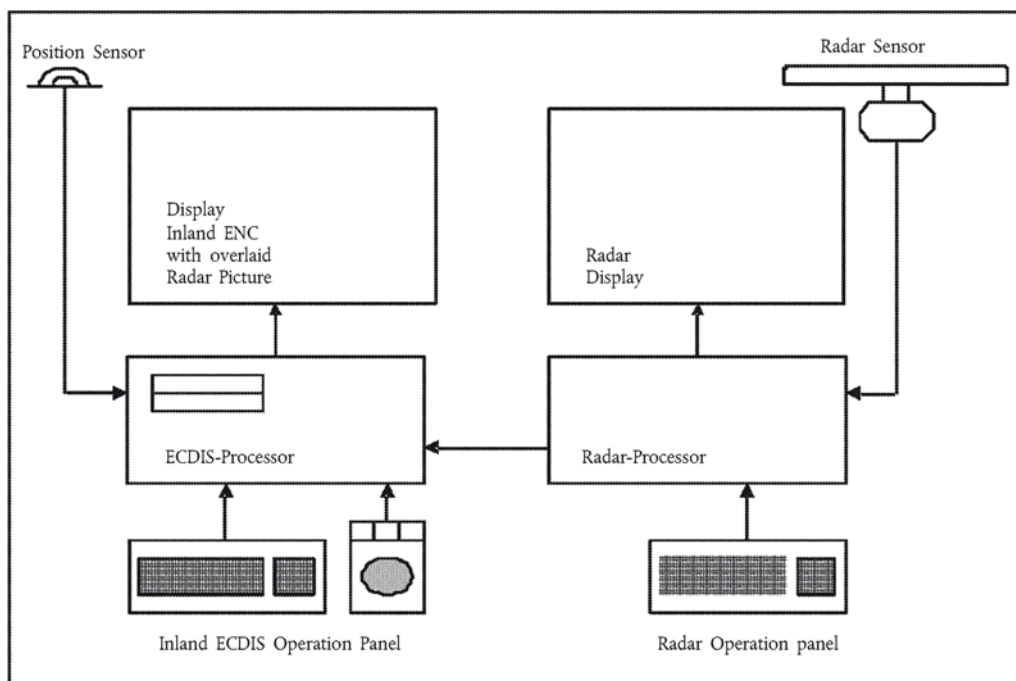 Position Sensor
Radar Sensor
Display
Inland ENC
with overlaid
Radar Picture
Radar
Display
ECDIS-Processor
Radar-Processor
Inland ECDIS Operation Panel
Radar Operation panel